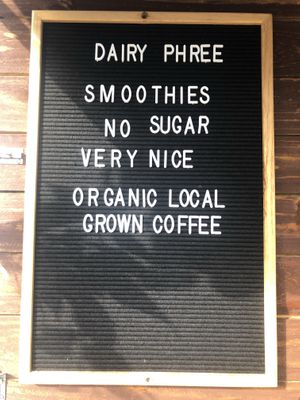 DAIRY PHREE
SMOOTHIES
NO SUGAR
VERY NICE
ORGANIC LOCAL
GROWN COFFEE